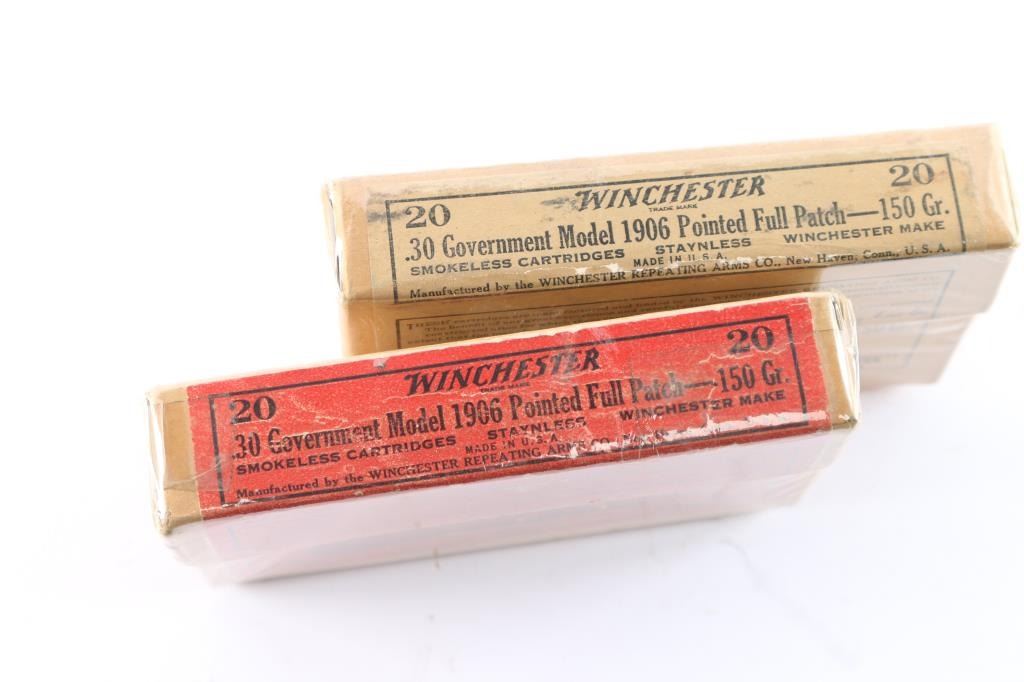 20 WINCHESTER 20
TRADE MARK
.30 Government Model 1906 Pointed Full Patch—150 Gr.
SMOKELESS CARTRIDGES STAYNLESS WINCHESTER MAKE
MADE IN U.S.A.
Manufactured by the WINCHESTER REPEATING ARMS CO., New Haven, Conn., U.S.A.
20 WINCHESTER 20
TRADE MARK
.30 Government Model 1906 Pointed Full Patch—150 Gr.
SMOKELESS CARTRIDGES STAYNLESS WINCHESTER MAKE
MADE IN U.S.A.
Manufactured by the WINCHESTER REPEATING ARMS CO.